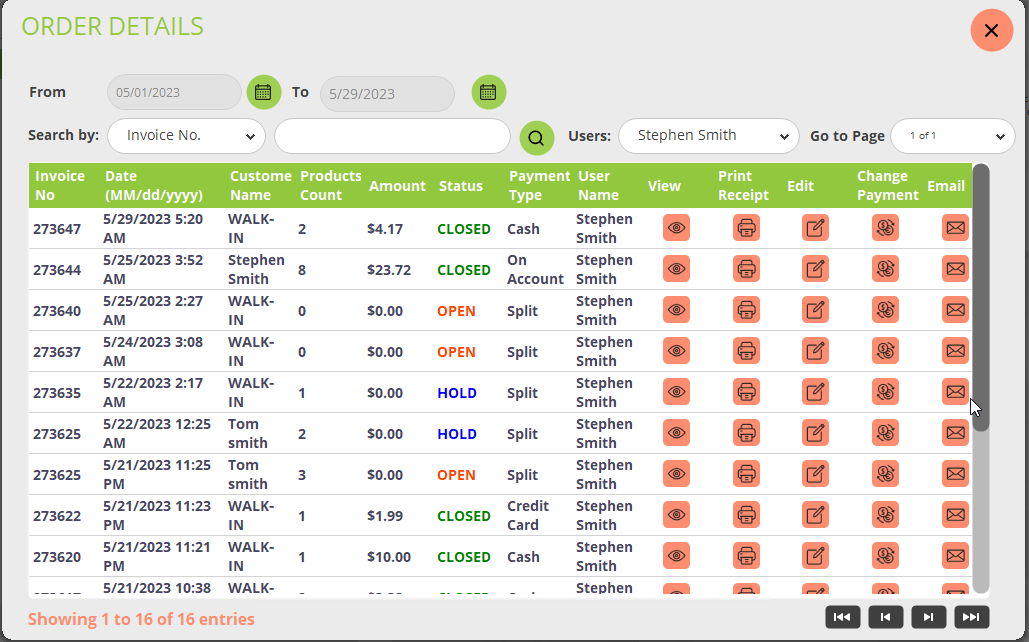 ORDER DETAILS
From 05/01/2023 To 5/29/2023
Search by: Invoice No. Users: Stephen Smith Go to Page 1 of 1
Invoice No Date (MM/dd/yyyy) Custome Name Products Count Amount Status Payment Type User Name View Print Receipt Edit Change Payment Email
273647 5/29/2023 5:20 AM WALK-IN 2 $4.17 CLOSED Cash Stephen Smith
273644 5/25/2023 3:52 AM Stephen Smith 8 $23.72 CLOSED On Account Stephen Smith
273640 5/25/2023 2:27 AM WALK-IN 0 $0.00 OPEN Split Stephen Smith
273637 5/24/2023 3:08 AM WALK-IN 0 $0.00 OPEN Split Stephen Smith
273635 5/22/2023 2:17 AM WALK-IN 1 $0.00 HOLD Split Stephen Smith
273625 5/22/2023 12:25 AM Tom smith 2 $0.00 HOLD Split Stephen Smith
273625 5/21/2023 11:25 PM Tom smith 3 $0.00 OPEN Split Stephen Smith
273622 5/21/2023 11:23 PM WALK-IN 1 $1.99 CLOSED Credit Card Stephen Smith
273620 5/21/2023 11:21 PM WALK-IN 1 $10.00 CLOSED Cash Stephen Smith
5/21/2023 10:38 WALK- Stephen
Showing 1 to 16 of 16 entries